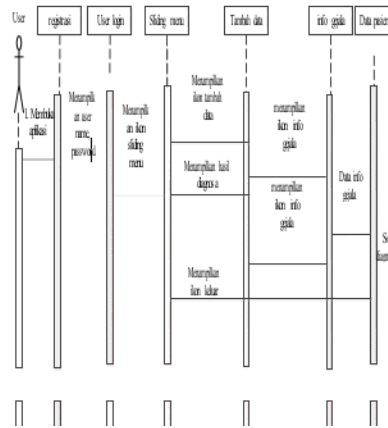 User
registrasi
User login
Sliding menu
Tambah data
info gejala
Data pasien
1. Membuka
aplikasi
Menampilk
an user
name,
password
Menampilk
an ikon
sliding
menu
Menampilkan
ikon tambah
data
Menampilkan hasil
diagnosa
Menampilkan
ikon keluar
menampilkan
ikon info
gejala
menampilkan
ikon info
gejala
Data info
gejala